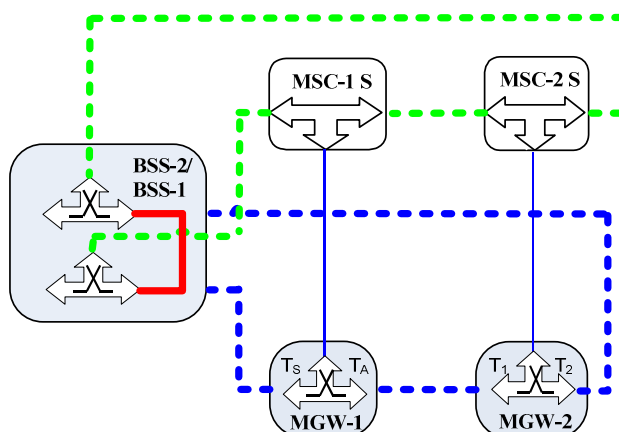 MSC-1 S
MSC-2 S
BSS-2/
BSS-1
TS
TA
T1
T2
MGW-1
MGW-2